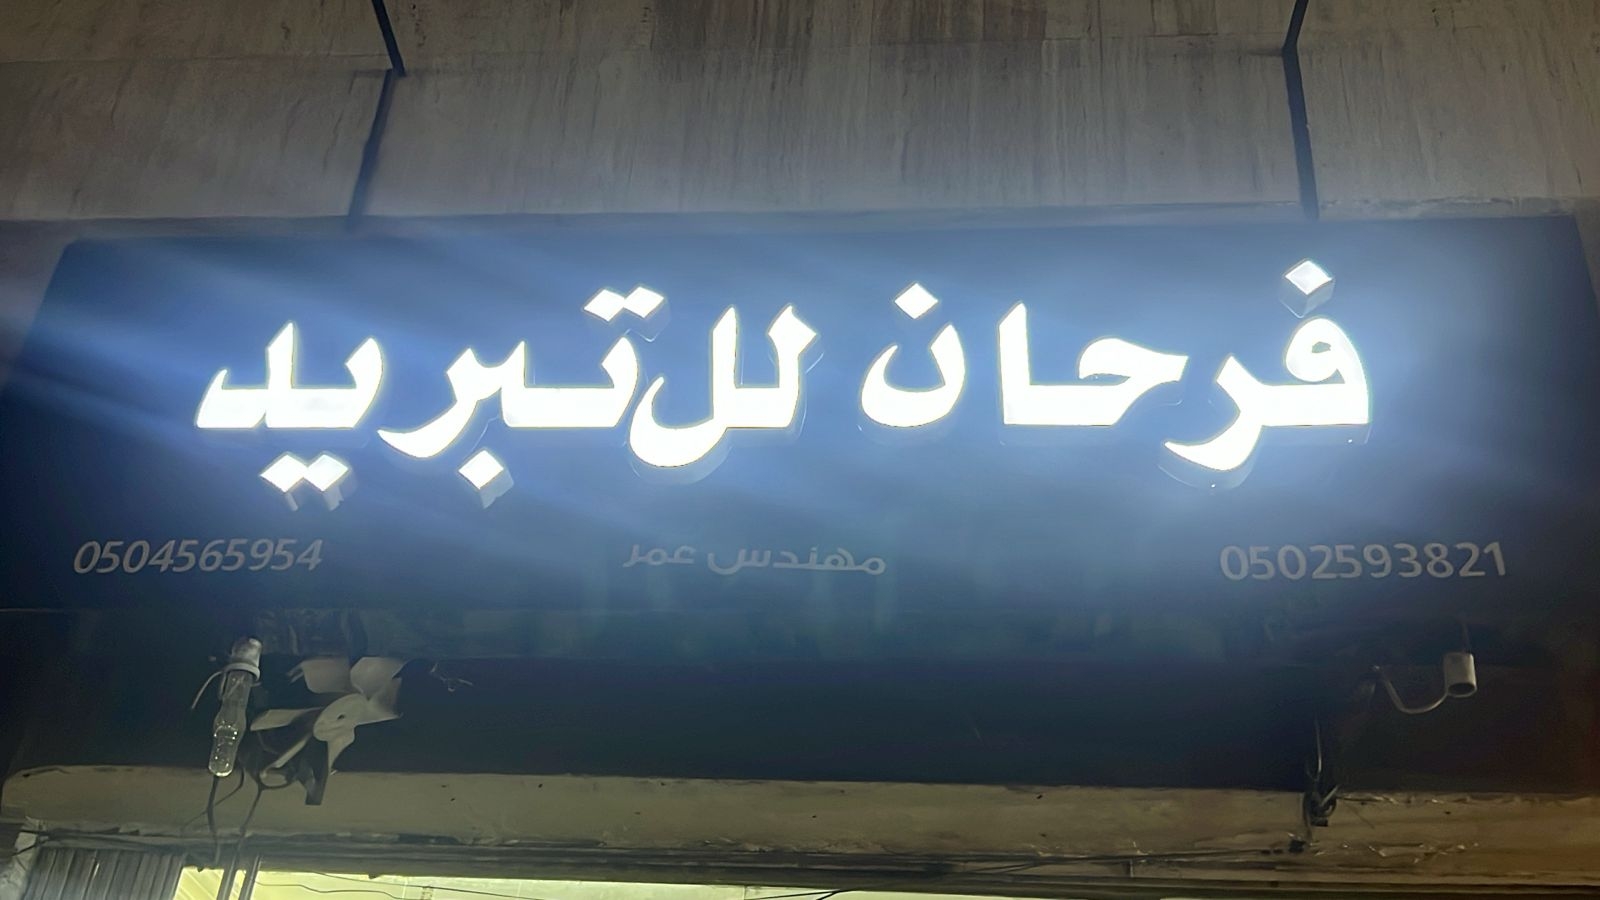 فرحان للتبريد
0502593821 مهندس عمر 0504565954